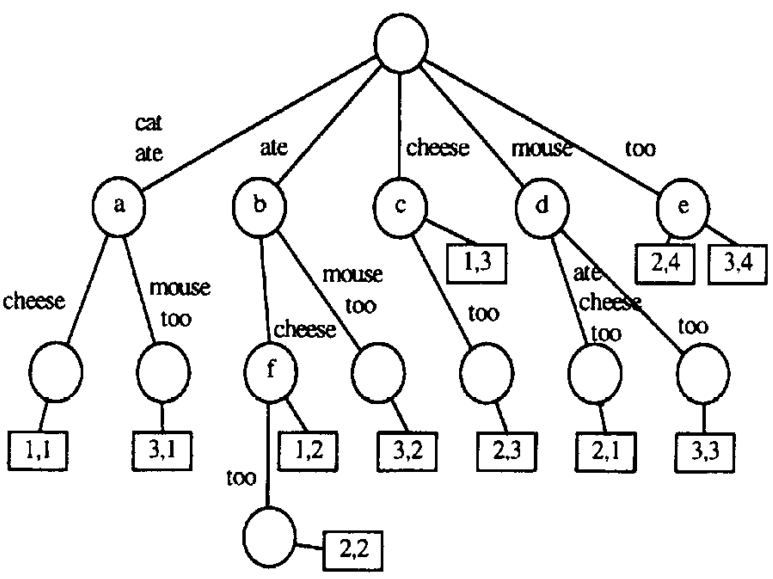 cat
ate
ate
cheese
mouse
too
a
b
c
d
e
1,3
2,4
3,4
cheese
mouse
too
mouse
too
cheese
too
ate
cheese
too
too
f
1,1
3,1
1,2
3,2
2,3
2,1
3,3
too
2,2